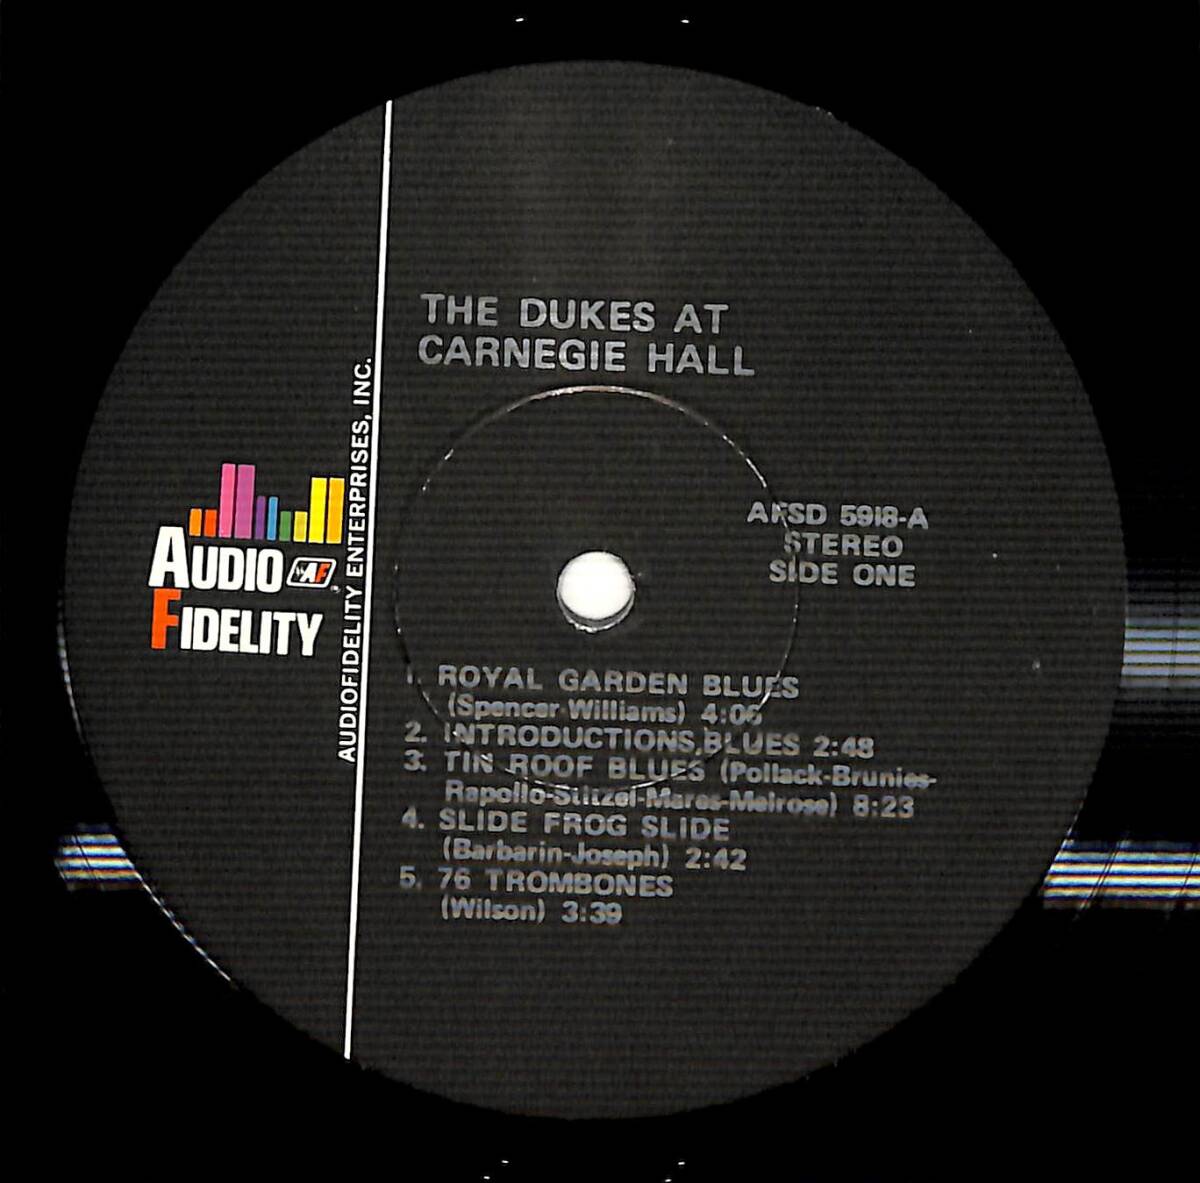 THE DUKES AT
CARNEGIE HALL
AUDIO AF
FIDELITY
AUDIOFIDELITY ENTERPRISES, INC.
AFSD 5918-A
STEREO
SIDE ONE
1. ROYAL GARDEN BLUES
(Spencer-Williams) 4:06
2. INTRODUCTIONS,BLUES 2:48
3. TIN ROOF BLUES (Pollack-Brunies-
Rapollo-Stitzel-Mares-Melrose) 8:23
4. SLIDE FROG SLIDE
(Barbarin-Joseph) 2:42
5. 76 TROMBONES
(Wilson) 3:39